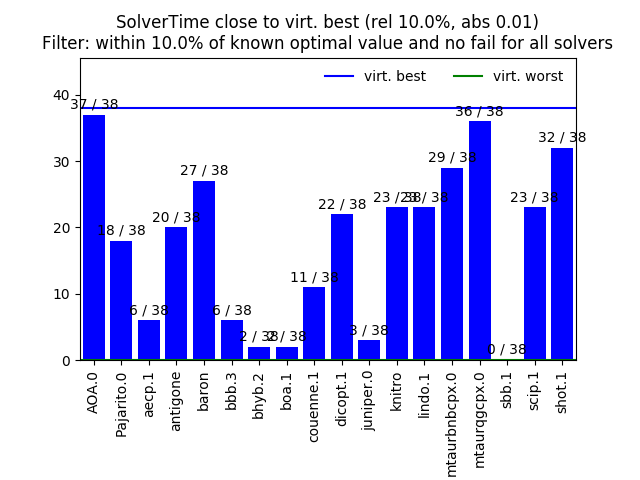 SolverTime close to virt. best (rel 10.0%, abs 0.01)
Filter: within 10.0% of known optimal value and no fail for all solvers
virt. best
virt. worst
40
30
20
10
0
37 / 38
18 / 38
6 / 38
20 / 38
27 / 38
6 / 38
2 / 38
2 / 38
11 / 38
22 / 38
3 / 38
23 / 38
23 / 38
29 / 38
36 / 38
0 / 38
23 / 38
32 / 38
AOA.0
Pajarito.0
aecp.1
antigone
baron
bbb.3
bhyb.2
boa.1
couenne.1
dicopt.1
juniper.0
knitro
lindo.1
mtaurbnbcpx.0
mtaurqgcpx.0
sbb.1
scip.1
shot.1